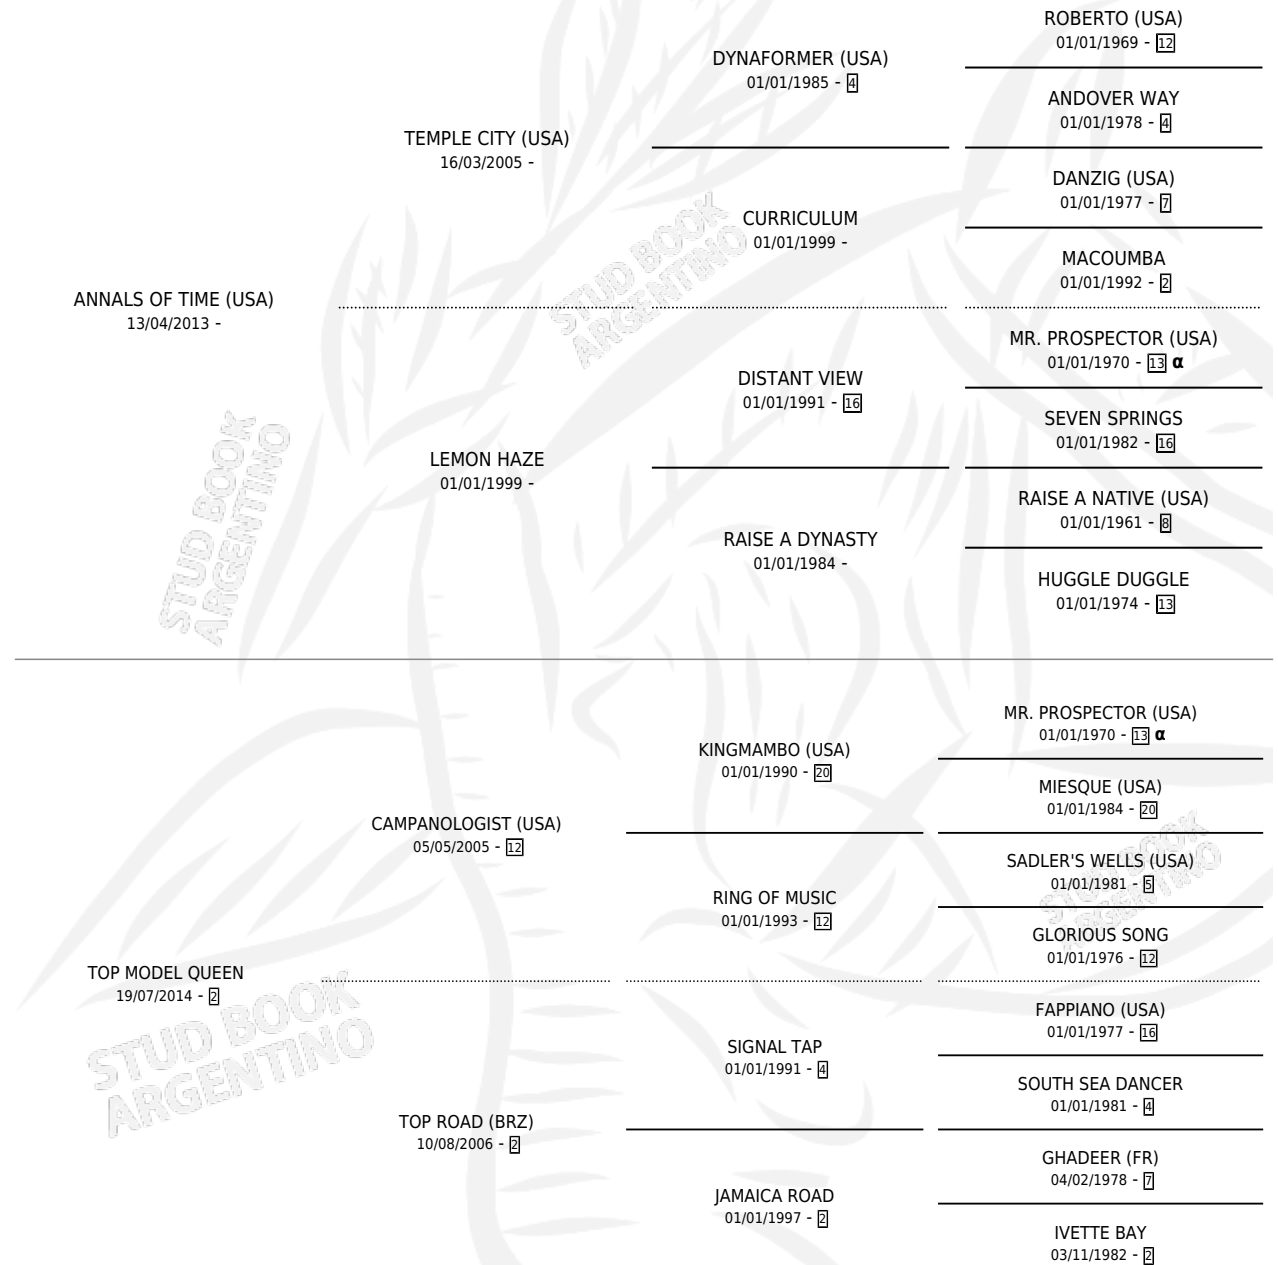 ROBERTO (USA)
01/01/1969 - 12
DYNAFORMER (USA)
01/01/1985 - 4
ANDOVER WAY
01/01/1978 - 4
TEMPLE CITY (USA)
16/03/2005 -
DANZIG (USA)
01/01/1977 - 7
CURRICULUM
01/01/1999 -
MACOUMBA
01/01/1992 - 2
ANNALS OF TIME (USA)
13/04/2013 -
MR. PROSPECTOR (USA)
01/01/1970 - 13 α
DISTANT VIEW
01/01/1991 - 16
SEVEN SPRINGS
01/01/1982 - 16
LEMON HAZE
01/01/1999 -
RAISE A NATIVE (USA)
01/01/1961 - 8
RAISE A DYNASTY
01/01/1984 -
HUGGLE DUGGLE
01/01/1974 - 13
MR. PROSPECTOR (USA)
01/01/1970 - 13 α
KINGMAMBO (USA)
01/01/1990 - 20
MIESQUE (USA)
01/01/1984 - 20
CAMPANOLOGIST (USA)
05/05/2005 - 12
SADLER'S WELLS (USA)
01/01/1981 - 5
RING OF MUSIC
01/01/1993 - 12
GLORIOUS SONG
01/01/1976 - 12
TOP MODEL QUEEN
19/07/2014 - 2
FAPPIANO (USA)
01/01/1977 - 16
SIGNAL TAP
01/01/1991 - 4
SOUTH SEA DANCER
01/01/1981 - 4
TOP ROAD (BRZ)
10/08/2006 - 2
GHADEER (FR)
04/02/1978 - 7
JAMAICA ROAD
01/01/1997 - 2
IVETTE BAY
03/11/1982 - 2
STUD BOOK
ARGENTINO
STUD BOOK
ARGENTINO
STUD BOOK
ARGENTINO
STUD BOOK
ARGENTINO